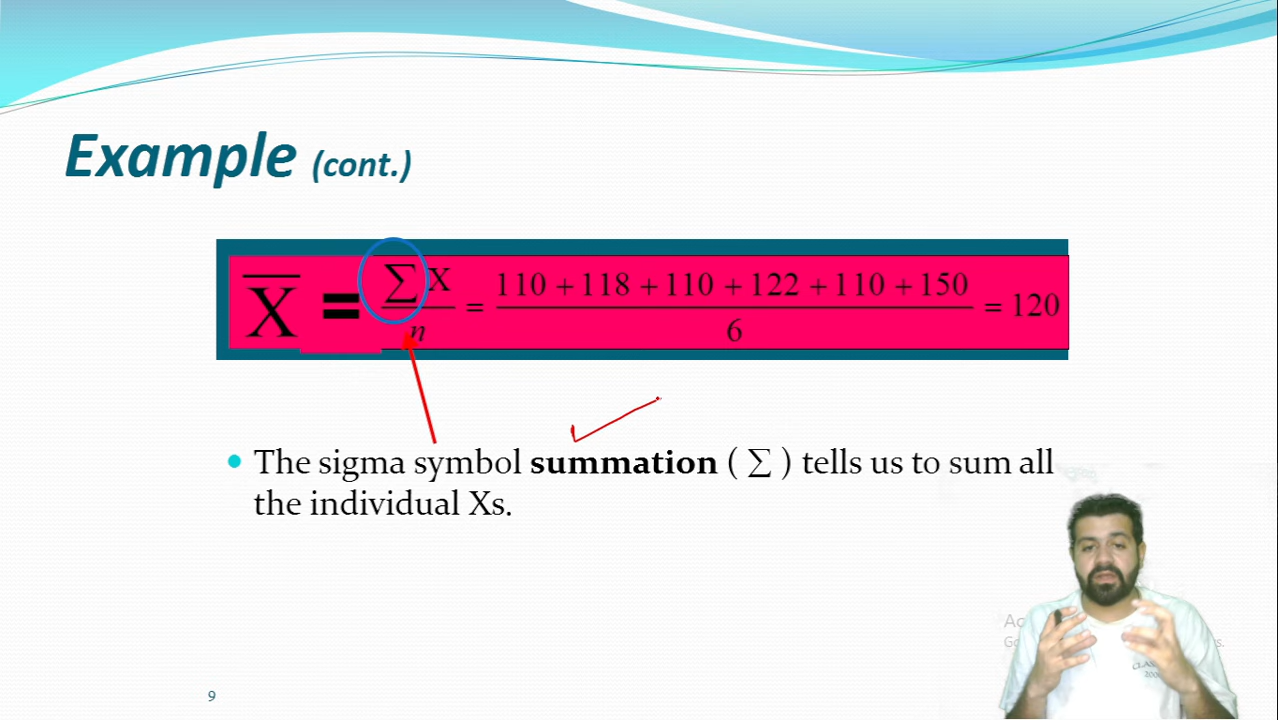 Example (cont.)
X̅ = ∑X / n = 110 + 118 + 110 + 122 + 110 + 150 / 6 = 120
The sigma symbol summation ( ∑ ) tells us to sum all
the individual Xs.
9